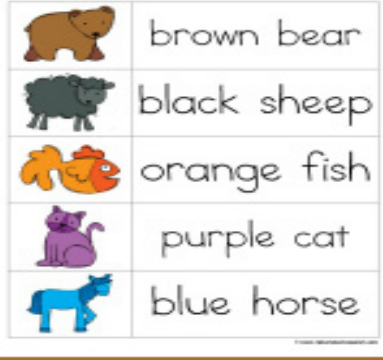 brown bear
black sheep
orange fish
purple cat
blue horse